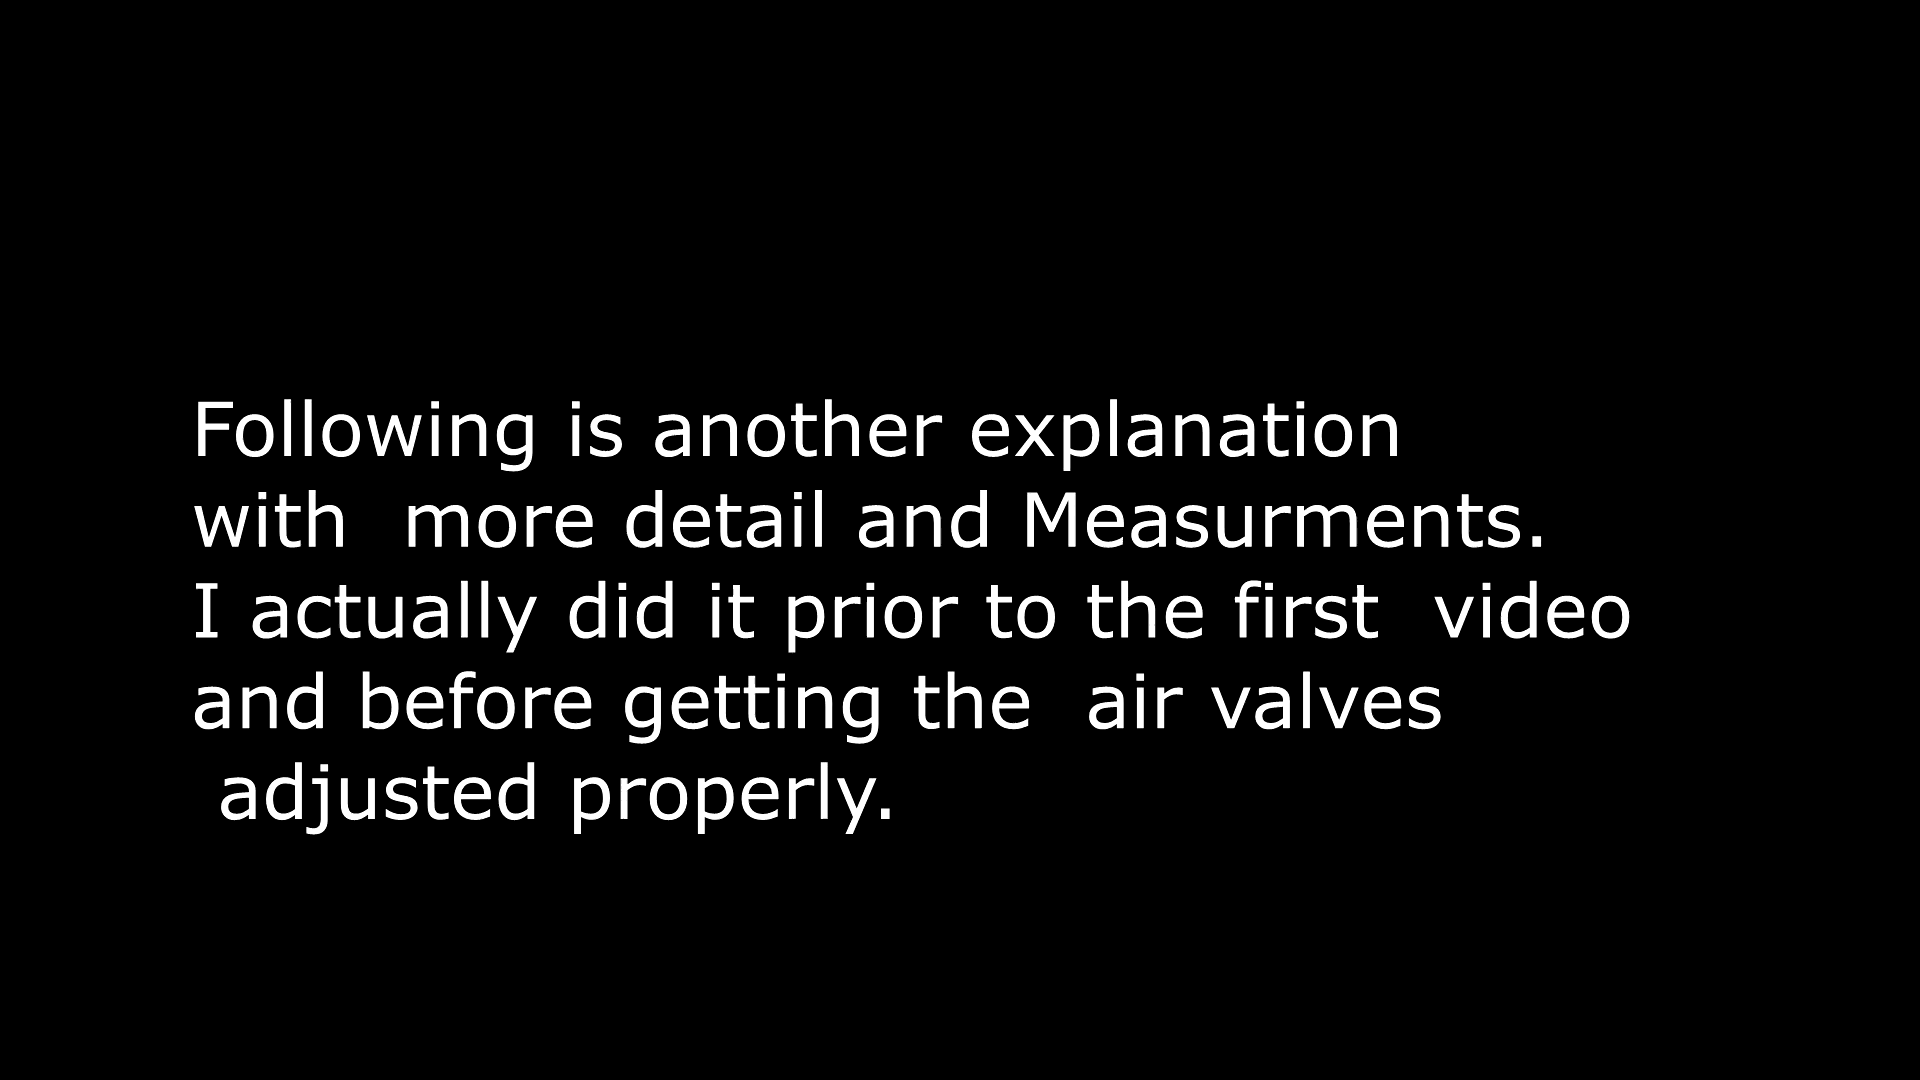 Following is another explanation
with  more detail and Measurments.
I actually did it prior to the first  video
and before getting the  air valves
 adjusted properly.